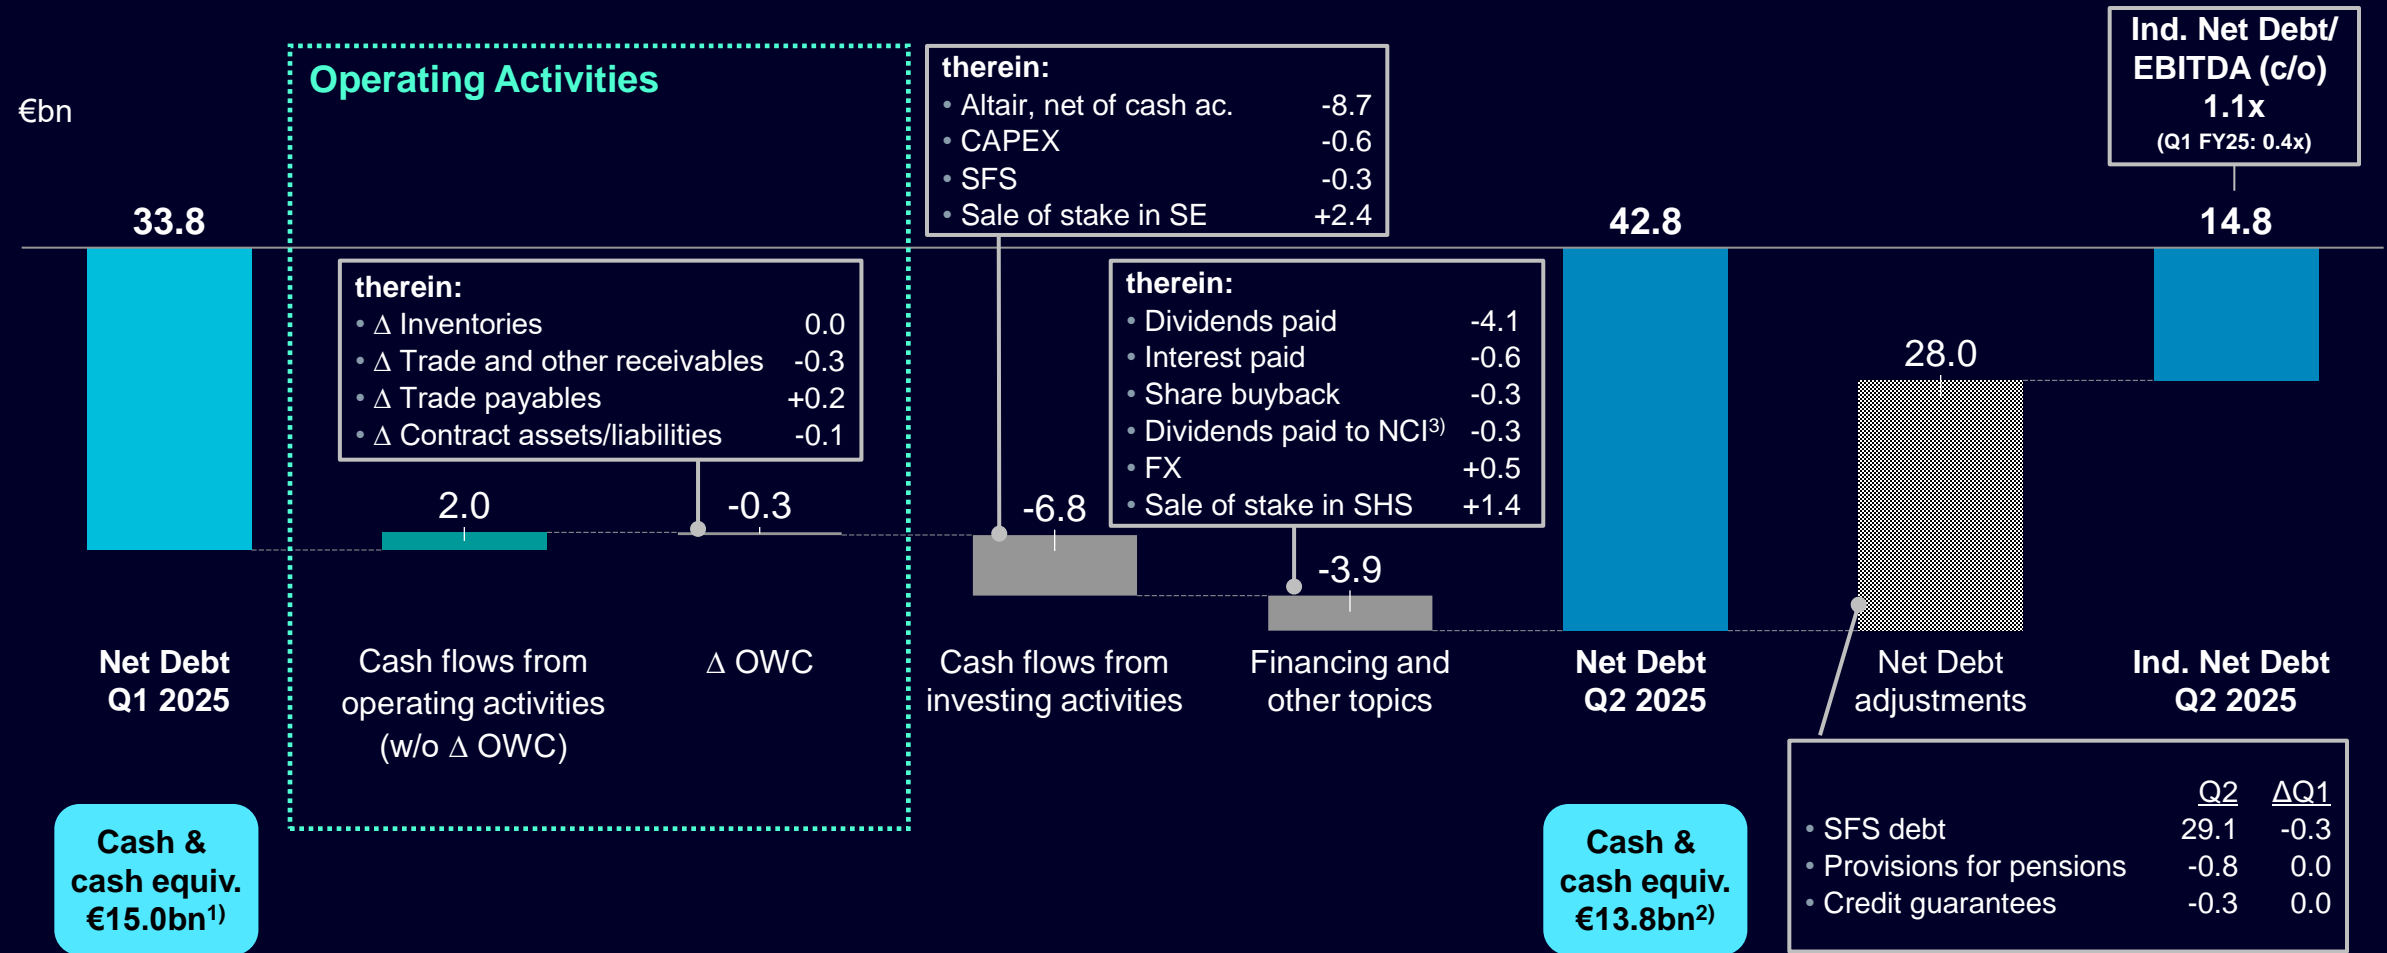 €bn
Operating Activities
therein:
• Altair, net of cash ac. -8.7
• CAPEX -0.6
• SFS -0.3
• Sale of stake in SE +2.4
Ind. Net Debt/
EBITDA (c/o)
1.1x
(Q1 FY25: 0.4x)
33.8
42.8
14.8
therein:
• Δ Inventories 0.0
• Δ Trade and other receivables -0.3
• Δ Trade payables +0.2
• Δ Contract assets/liabilities -0.1
therein:
• Dividends paid -4.1
• Interest paid -0.6
• Share buyback -0.3
• Dividends paid to NCI3) -0.3
• FX +0.5
• Sale of stake in SHS +1.4
28.0
2.0
-0.3
-6.8
-3.9
Net Debt
Q1 2025
Cash flows from
operating activities
(w/o Δ OWC)
Δ OWC
Cash flows from
investing activities
Financing and
other topics
Net Debt
Q2 2025
Net Debt
adjustments
Ind. Net Debt
Q2 2025
Cash &
cash equiv.
€15.0bn1)
Cash &
cash equiv.
€13.8bn2)
Q2 ΔQ1
• SFS debt 29.1 -0.3
• Provisions for pensions -0.8 0.0
• Credit guarantees -0.3 0.0